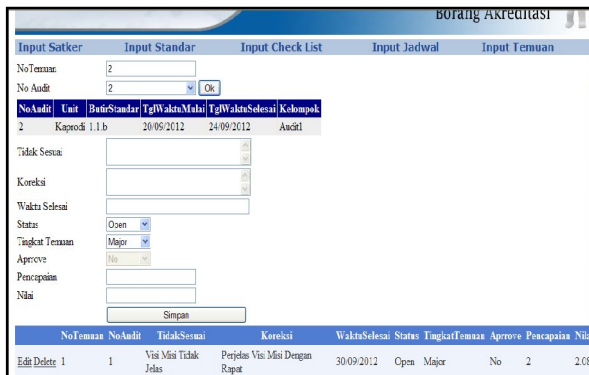 Borang Akreditasi
Input Satker Input Standar Input Check List Input Jadwal Input Temuan
NoTemuan 2
No Audit 2 Ok
NoAudit Unit ButirStandar TglWaktuMulai TglWaktuSelesai Kelompok
2 Kaprodi 1.1.b 20/09/2012 24/09/2012 Audit1
Tidak Sesuai
Koreksi
Waktu Selesai
Status Open
Tingkat Temuan Major
Aprrove No
Pencapaian
Nilai
Simpan
NoTemuan NoAudit TidakSesuai Koreksi WaktuSelesai Status TingkatTemuan Aprrove Pencapaian Nila
Edit Delete 1 1 Visi Misi Tidak Jelas Perjelas Visi Misi Dengan Rapat 30/09/2012 Open Major No 2 2.08